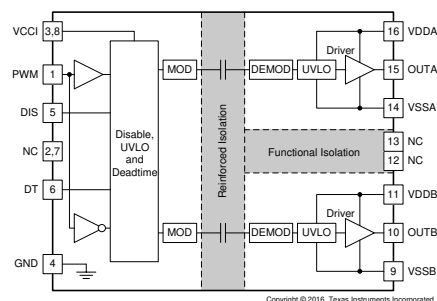 VCCI 3,8
PWM 1
DIS 5
NC 2,7
DT 6
GND 4
Disable,
UVLO
and
Deadtime
MOD
MOD
Reinforced Isolation
DEMOD UVLO
Driver
16 VDDA
15 OUTA
14 VSSA
Functional Isolation
13 NC
12 NC
DEMOD UVLO
Driver
11 VDDB
10 OUTB
9 VSSB
Copyright © 2016, Texas Instruments Incorporated